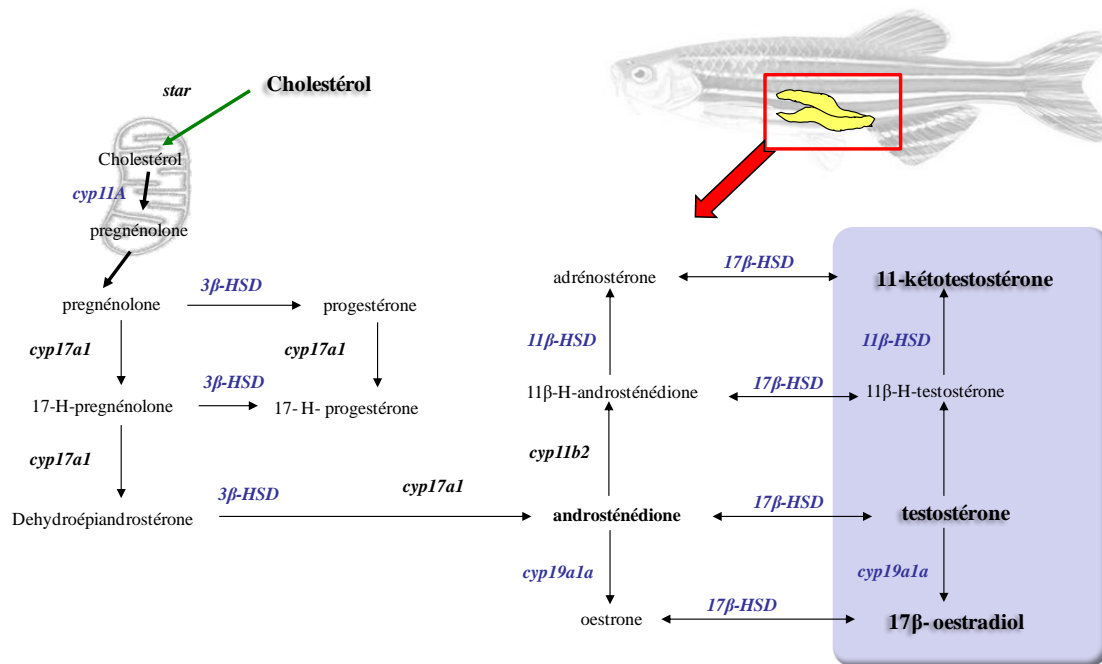 star
Cholestérol
Cholestérol
cyp11A
pregnénolone
pregnénolone
3β-HSD
progestérone
cyp17a1
cyp17a1
17-H-pregnénolone
3β-HSD
17- H- progestérone
cyp17a1
Dehydroépiandrostérone
3β-HSD
cyp17a1
adrénostérone
17β-HSD
11-kétotestostérone
11β-HSD
11β-HSD
11β-H-androsténédione
17β-HSD
11β-H-testostérone
cyp11b2
androsténédione
17β-HSD
testostérone
cyp19a1a
cyp19a1a
oestrone
17β-HSD
17β- oestradiol